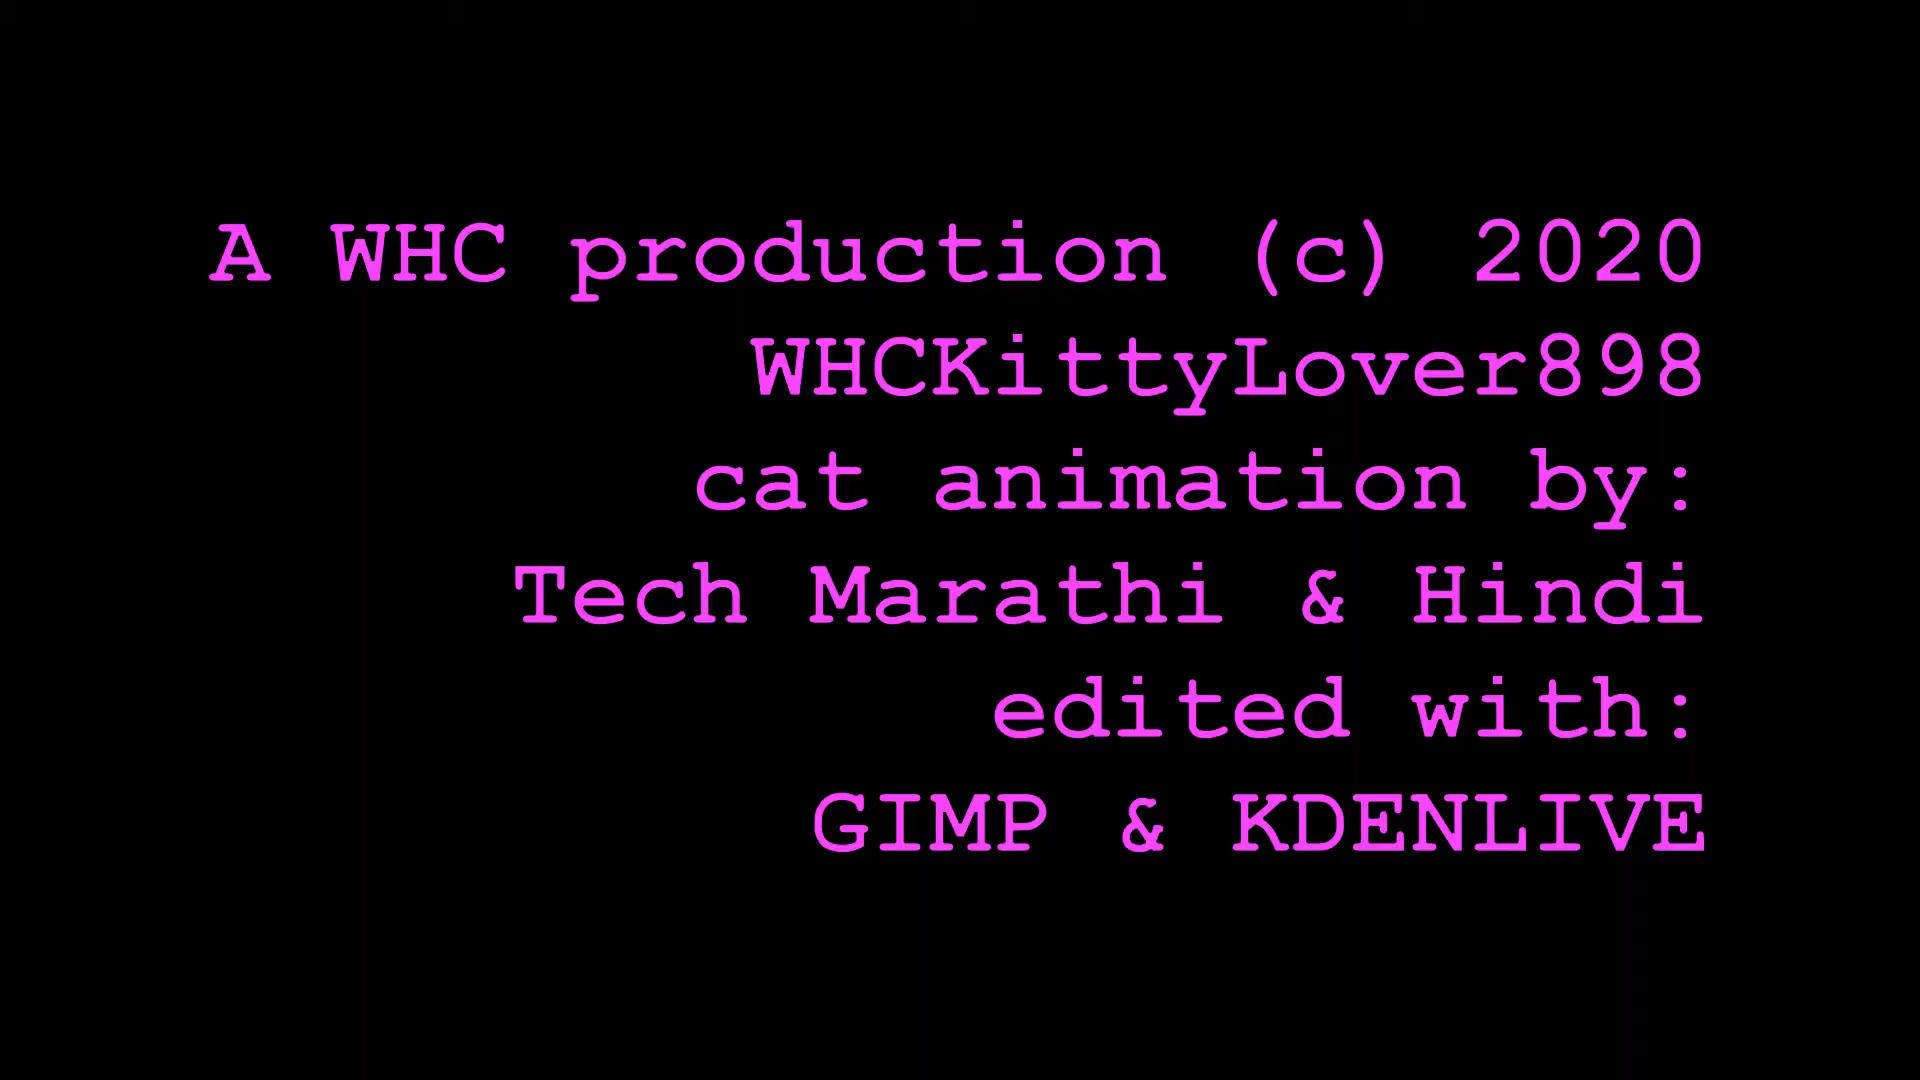 A WHC production (c) 2020
WHCKittyLover898
cat animation by:
Tech Marathi & Hindi
edited with:
GIMP & KDENLIVE